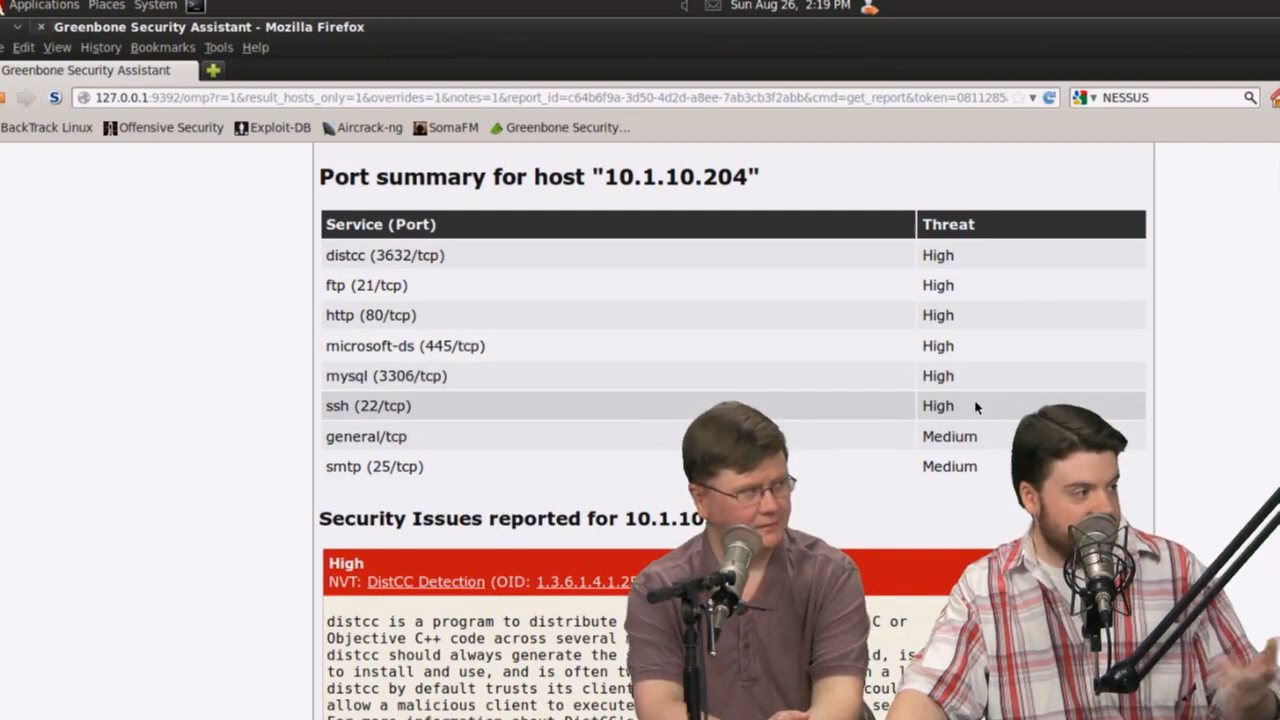 Applications Places System
Sun Aug 26, 2:19 PM
Greenbone Security Assistant - Mozilla Firefox
Edit View History Bookmarks Tools Help
Greenbone Security Assistant
127.0.0.1:9392/omp?r=1&result_hosts_only=1&overrides=1&notes=1&report_id=c64b6f9a-3d50-4d2d-a8ee-7ab3cb3f2abb&cmd=get_report&token=0811285 NESSUS
BackTrack Linux Offensive Security Exploit-DB Aircrack-ng SomaFM Greenbone Security...
Port summary for host "10.1.10.204"
Service (Port) Threat
distcc (3632/tcp) High
ftp (21/tcp) High
http (80/tcp) High
microsoft-ds (445/tcp) High
mysql (3306/tcp) High
ssh (22/tcp) High
general/tcp Medium
smtp (25/tcp) Medium
Security Issues reported for 10.1.10
High
NVT: DistCC Detection (OID: 1.3.6.1.4.1.25
distcc is a program to distribute C or
Objective C++ code across several
distcc should always generate the
to install and use, and is often
distcc by default trusts its
allow a malicious client to execute